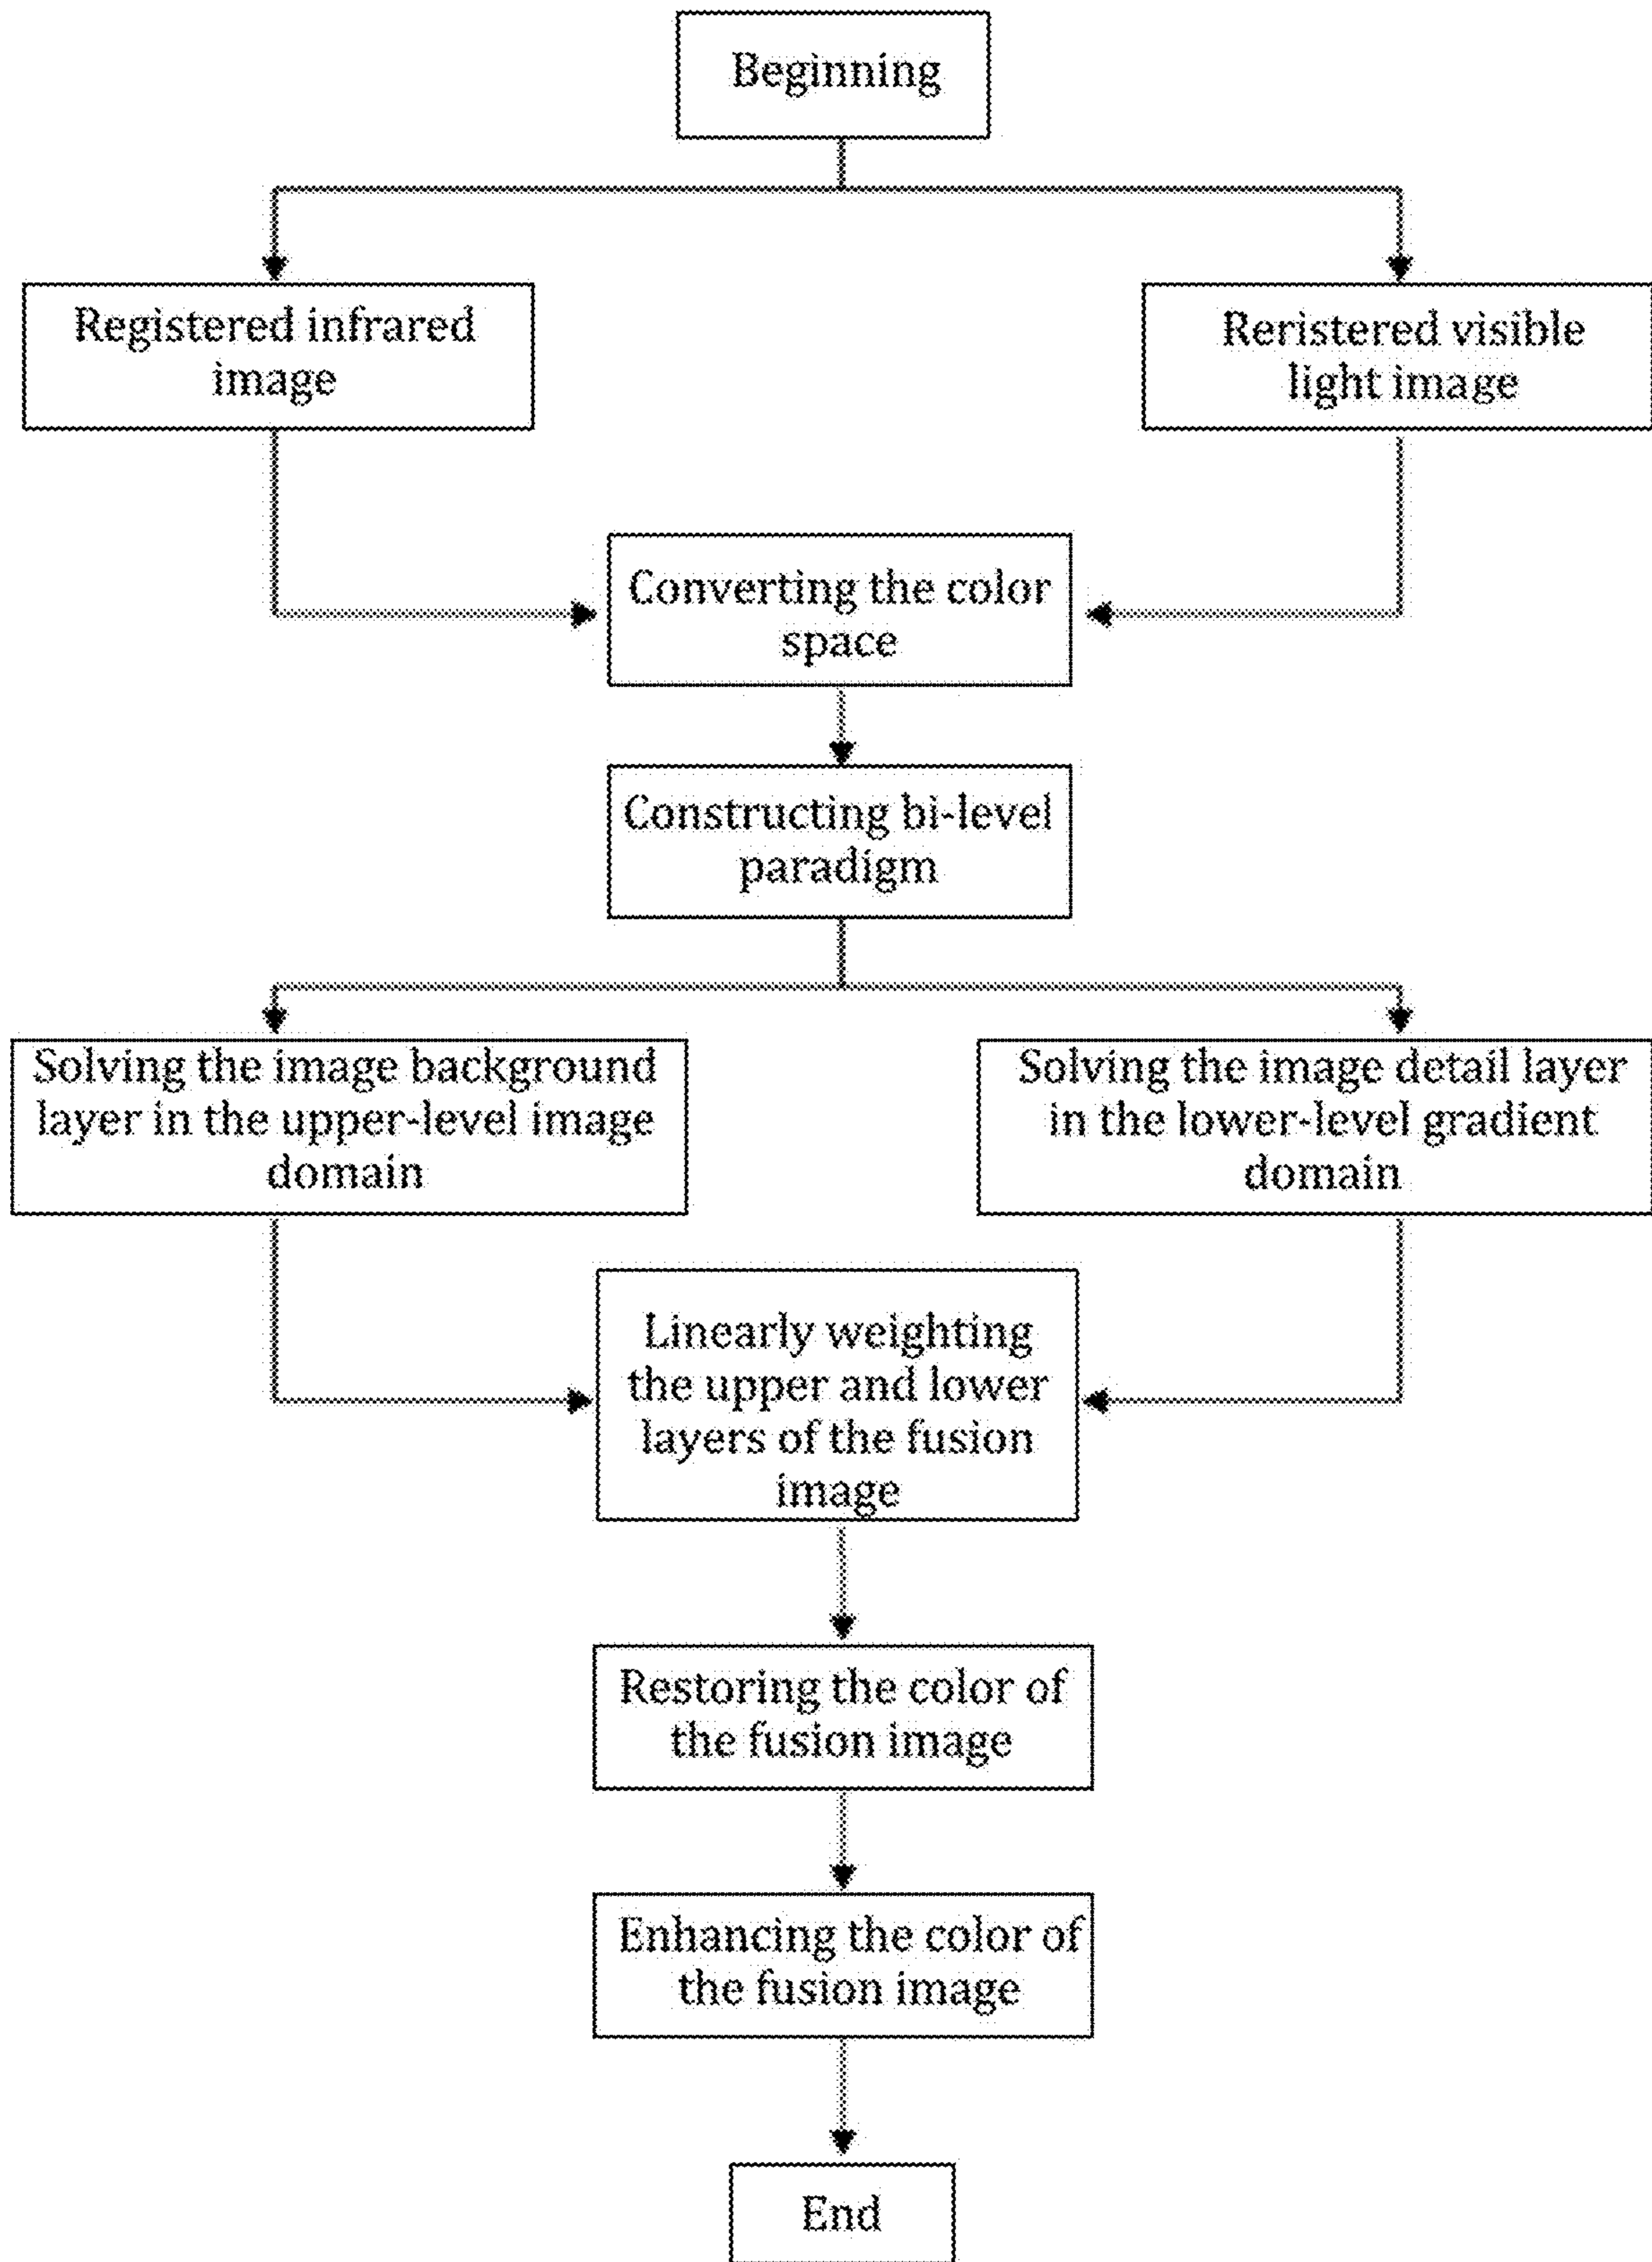 Beginning
Registered infrared
image
Reristered visible
light image
Converting the color
space
Constructing bi-level
paradigm
Solving the image background
layer in the upper-level image
domain
Solving the image detail layer
in the lower-level gradient
domain
Linearly weighting
the upper and lower
layers of the fusion
image
Restoring the color of
the fusion image
Enhancing the color of
the fusion image
End